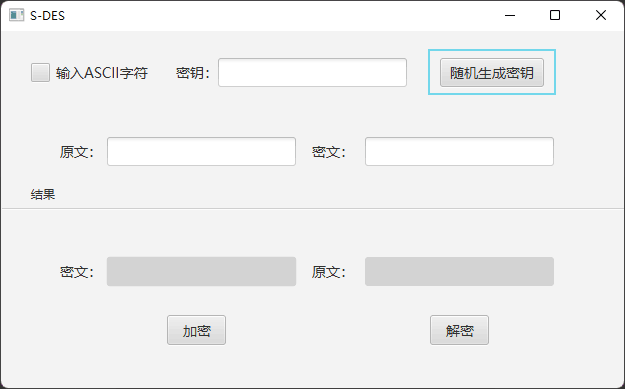 S-DES
输入ASCII字符 密钥： 随机生成密钥
原文： 密文：
结果
密文： 原文：
加密 解密